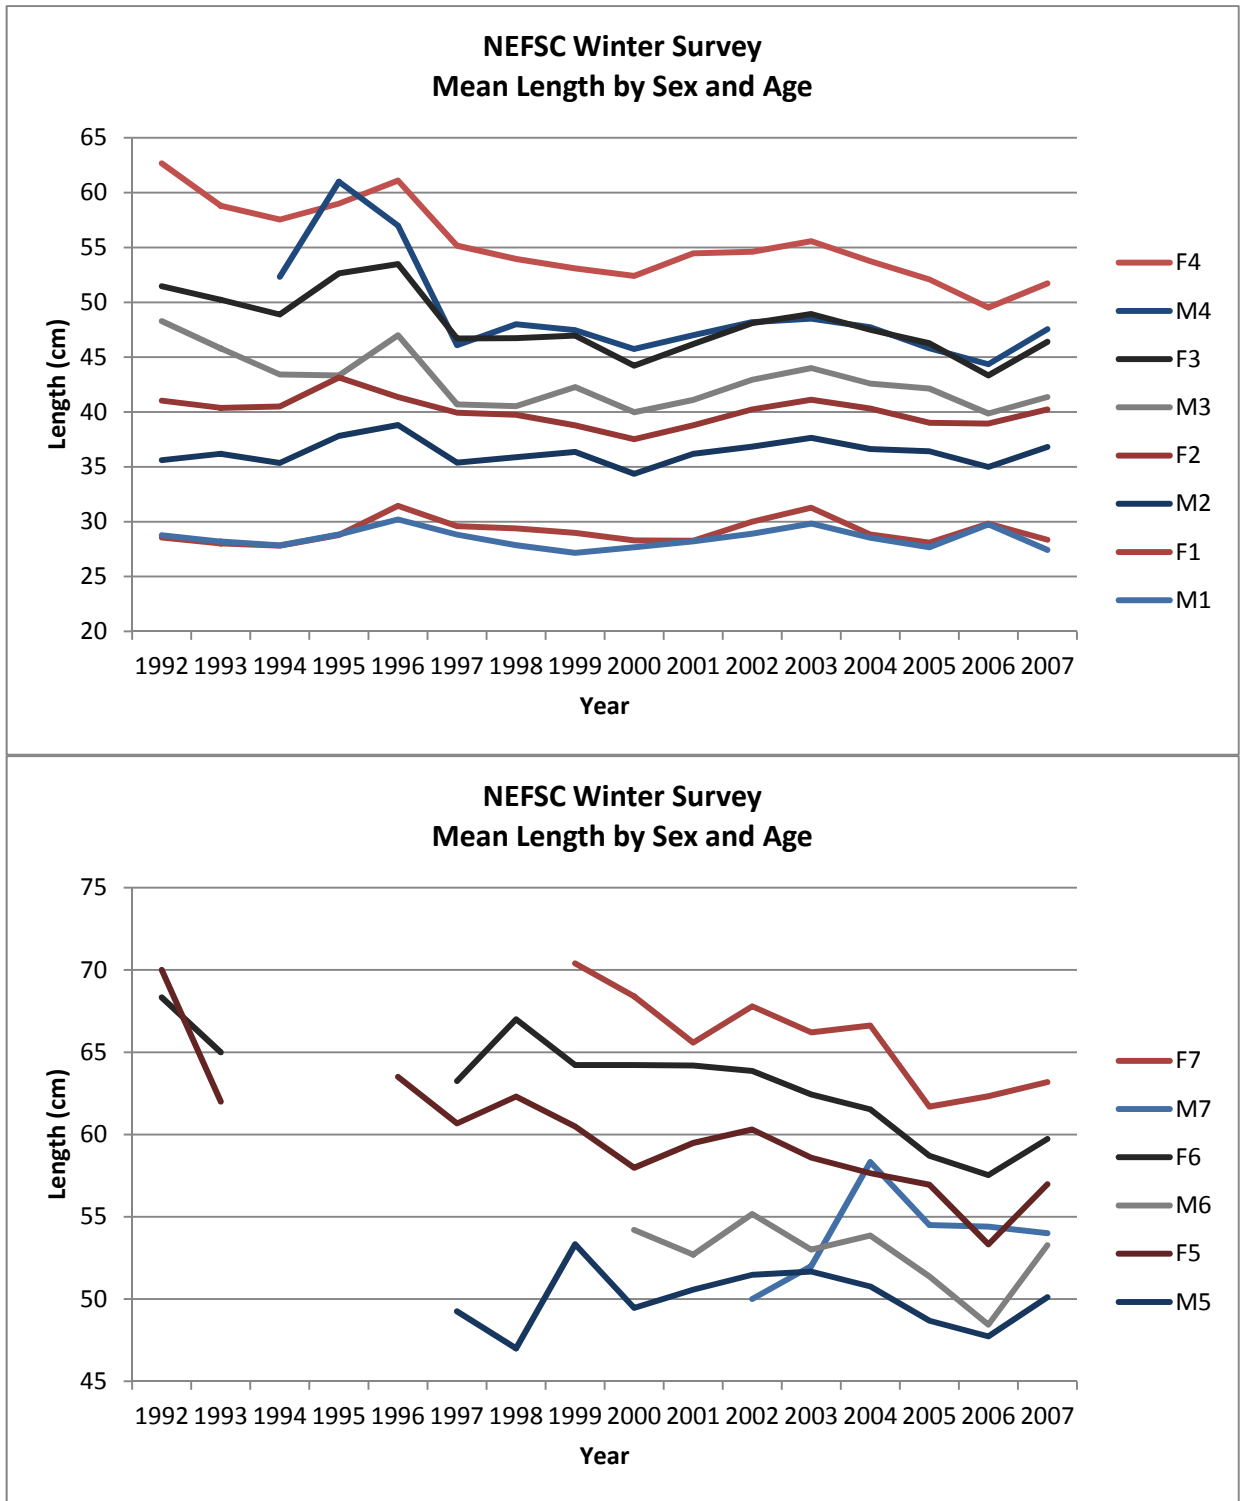 NEFSC Winter Survey
Mean Length by Sex and Age
65
60
55
50
45
40
35
30
25
20
Length (cm)
1992 1993 1994 1995 1996 1997 1998 1999 2000 2001 2002 2003 2004 2005 2006 2007
Year
F4
M4
F3
M3
F2
M2
F1
M1
NEFSC Winter Survey
Mean Length by Sex and Age
75
70
65
60
55
50
45
Length (cm)
1992 1993 1994 1995 1996 1997 1998 1999 2000 2001 2002 2003 2004 2005 2006 2007
Year
F7
M7
F6
M6
F5
M5